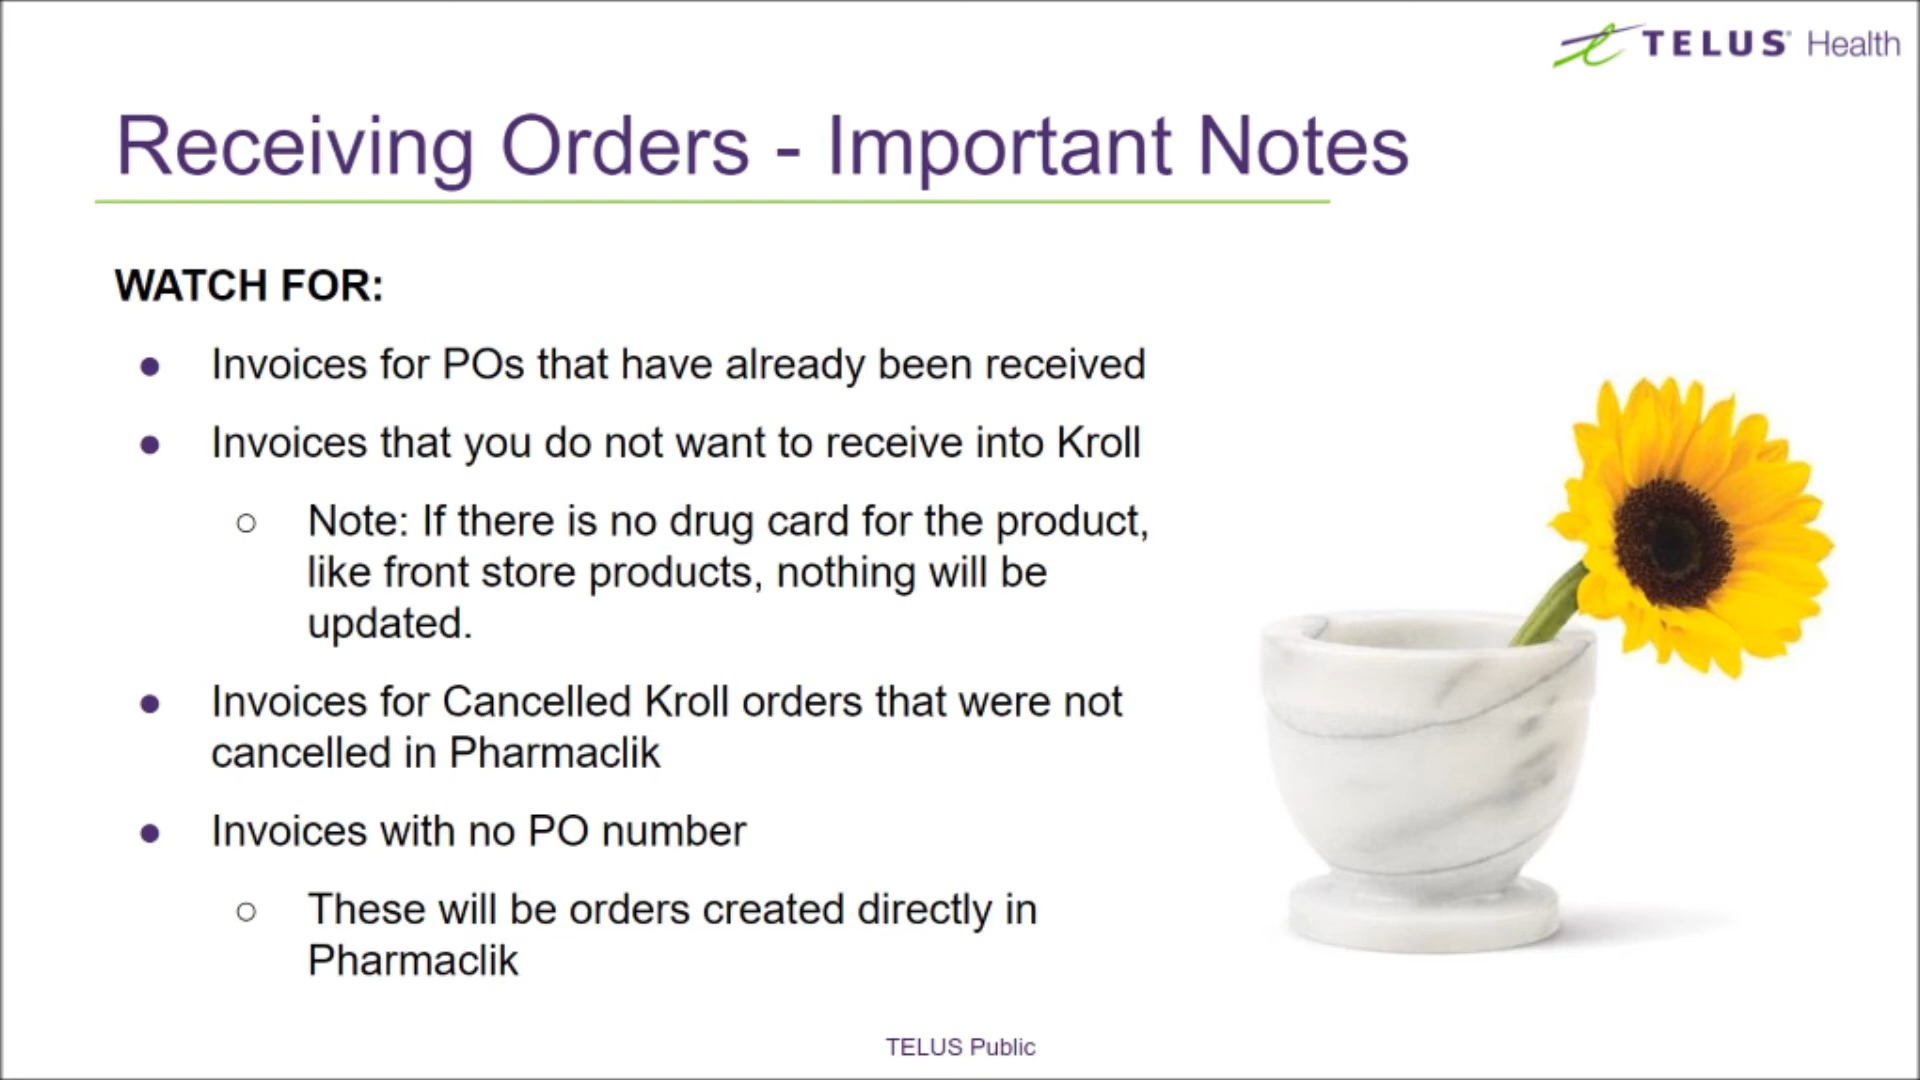 TELUS® Health
Receiving Orders - Important Notes
WATCH FOR:
● Invoices for POs that have already been received
● Invoices that you do not want to receive into Kroll
○ Note: If there is no drug card for the product,
like front store products, nothing will be
updated.
● Invoices for Cancelled Kroll orders that were not
cancelled in Pharmaclik
● Invoices with no PO number
○ These will be orders created directly in
Pharmaclik
TELUS Public